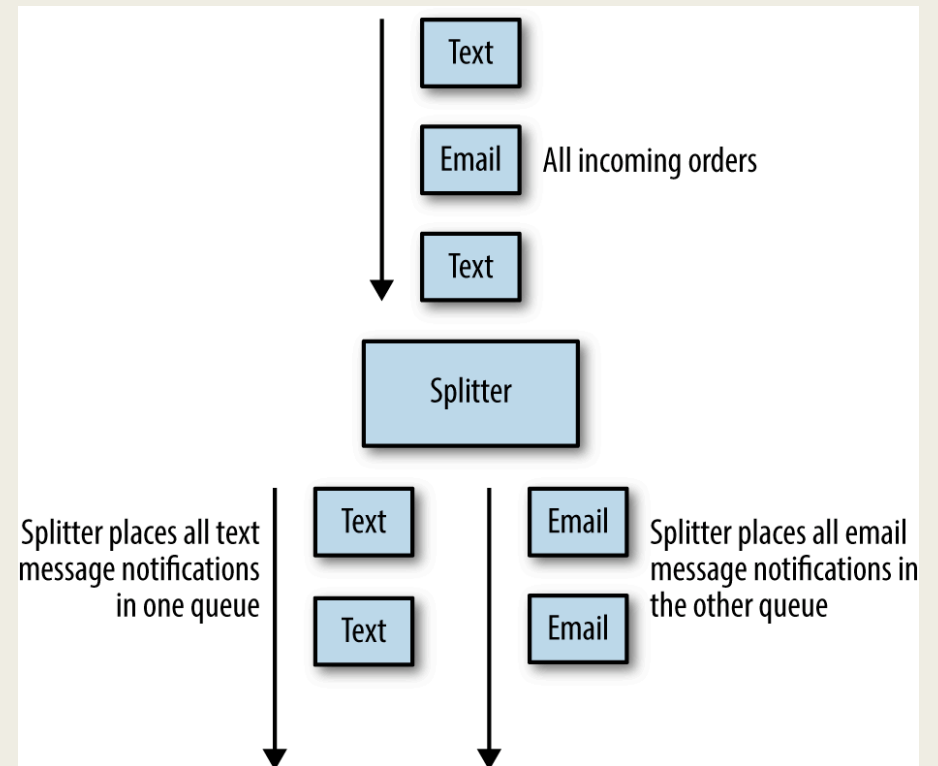 Text
Email
All incoming orders
Text
Splitter
Splitter places all text
message notifications
in one queue
Text
Text
Email
Email
Splitter places all email
message notifications in
the other queue